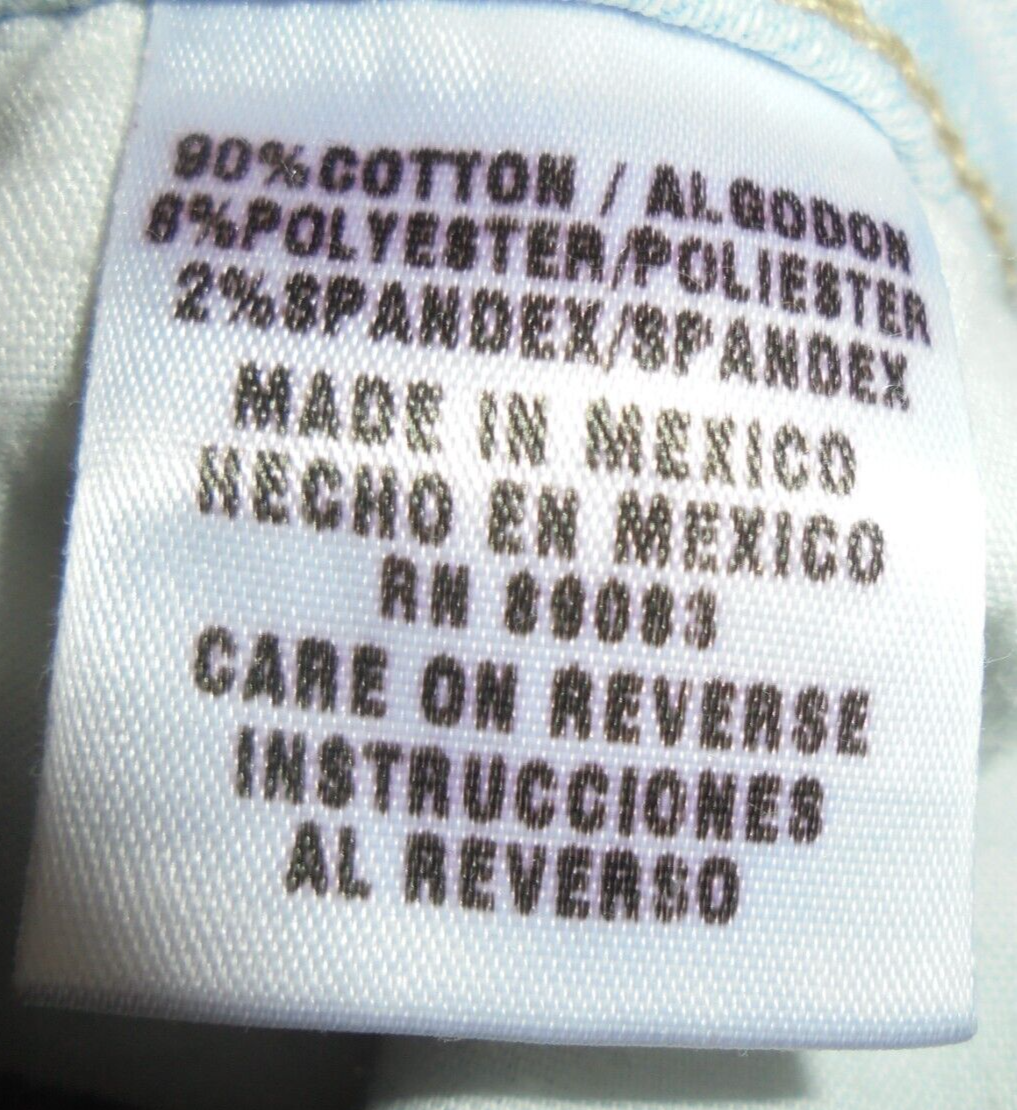 90%COTTON / ALGODON
8%POLYESTER/POLIESTER
2%SPANDEX/SPANDEX
MADE IN MEXICO
HECHO EN MEXICO
RN 89083
CARE ON REVERSE
INSTRUCCIONES
AL REVERSO